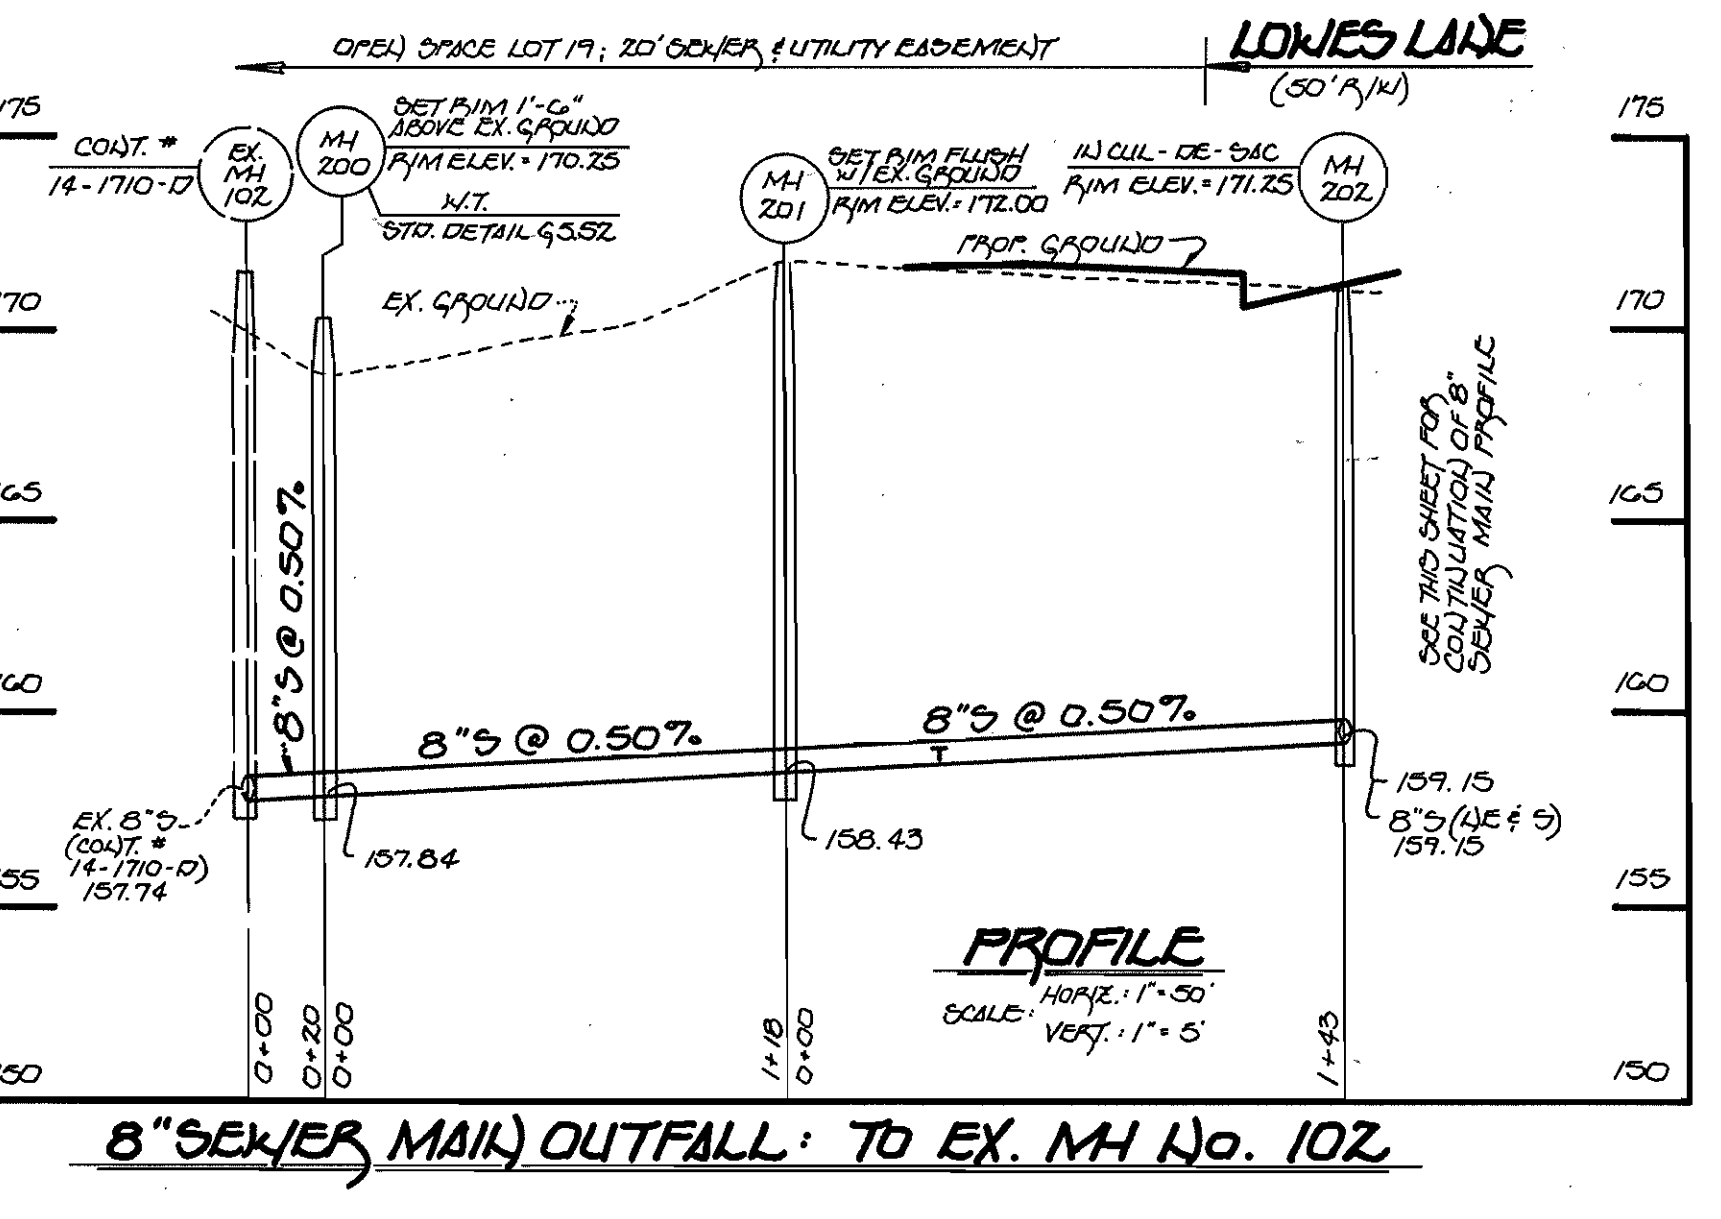 OPEN SPACE LOT 19; 20' SEWER & UTILITY EASEMENT
LOWES LANE
(50' R/W)
175
170
165
160
155
150
CONT. #
14-1710-D
EX.
MH
102
MH
200
SET RIM 1'-6"
ABOVE EX. GROUND
RIM ELEV. = 170.25
W.T.
STD. DETAIL G5.52
MH
201
SET RIM FLUSH
W/EX. GROUND
RIM ELEV. = 172.00
IN CUL-DE-SAC
RIM ELEV. = 171.25
MH
202
PROP. GROUND
EX. GROUND
175
170
165
160
155
150
SEE THIS SHEET FOR
CONTINUATION OF 8"
SEWER MAIN PROFILE
8"S @ 0.50%
8"S @ 0.50%
8"S @ 0.50%
T
EX. 8"S
(CONT. #
14-1710-D)
157.74
157.84
158.43
159.15
8"S (NE & S)
159.15
PROFILE
SCALE: HORIZ.: 1" = 50'
VERT.: 1" = 5'
0+00
0+20
0+00
1+18
0+00
1+43
8" SEWER MAIN OUTFALL: TO EX. MH No. 102